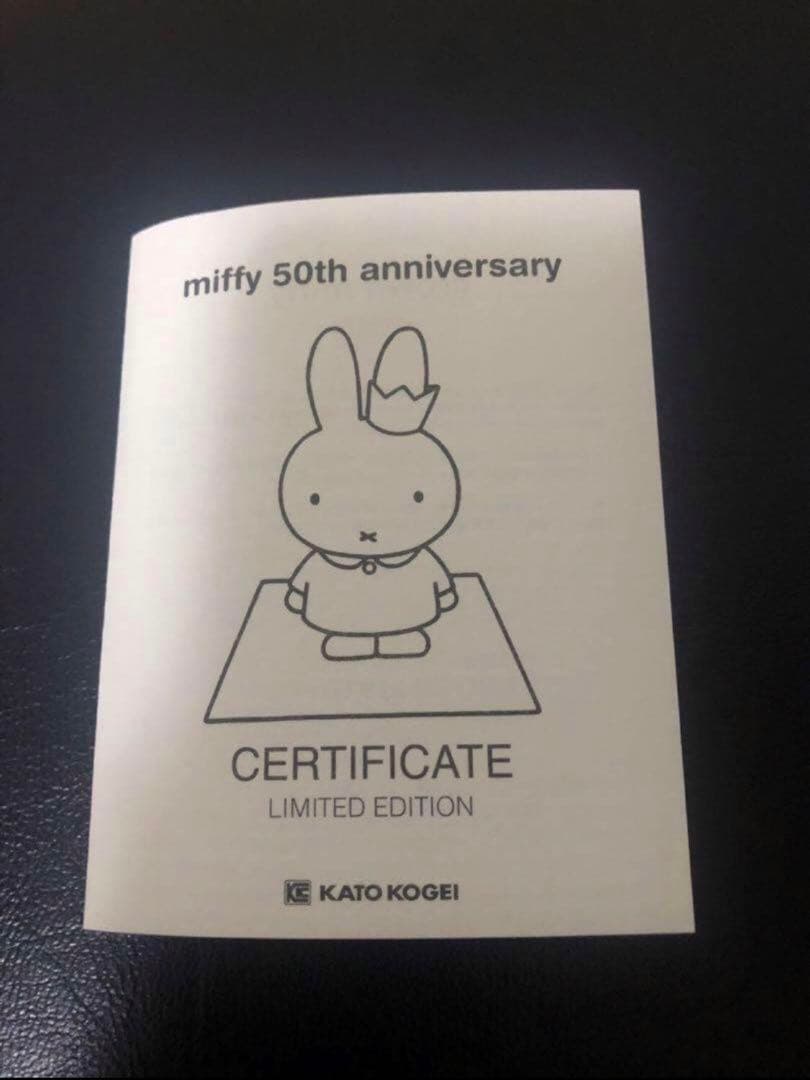 miffy 50th anniversary
CERTIFICATE
LIMITED EDITION
KATO KOGEI